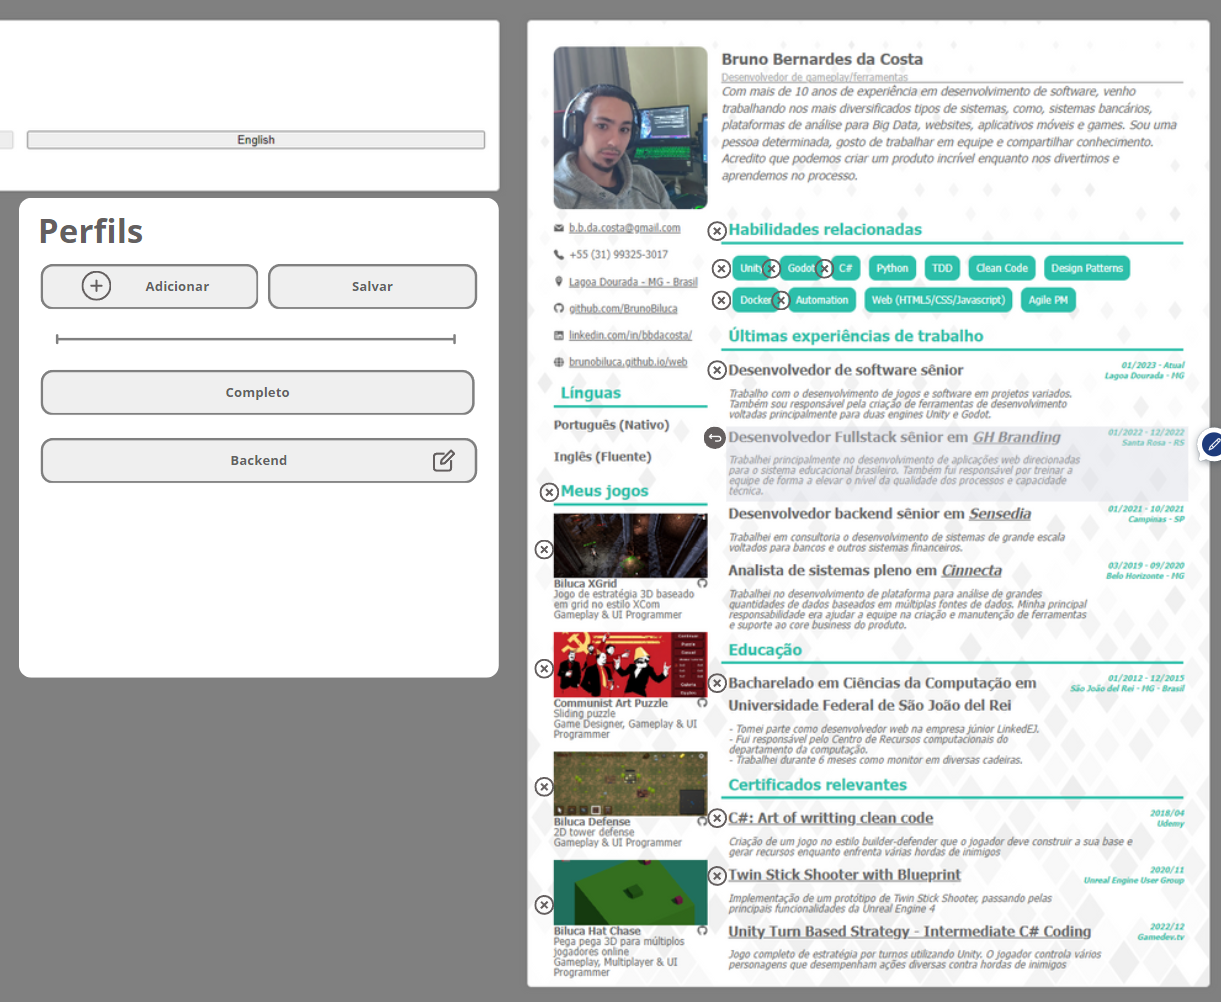 English
Perfils
Adicionar
Salvar
Completo
Backend
Bruno Bernardes da Costa
Desenvolvedor de gameplay/ferramentas
Com mais de 10 anos de experiência em desenvolvimento de software, venho
trabalhando nos mais diversificados tipos de sistemas, como, sistemas bancários,
plataformas de análise para Big Data, websites, aplicativos móveis e games. Sou uma
pessoa determinada, gosto de trabalhar em equipe e compartilhar conhecimento.
Acredito que podemos criar um produto incrível enquanto nos divertimos e
aprendemos no processo.
b.b.da.costa@gmail.com
+55 (31) 99325-3017
Lagoa Dourada - MG - Brasil
github.com/BrunoBiluca
linkedin.com/in/bbdacosta/
brunobiluca.github.io/web
Línguas
Português (Nativo)
Inglês (Fluente)
Meus jogos
Biluca XGrid
Jogo de estratégia 3D baseado
em grid no estilo XCom
Gameplay & UI Programmer
Communist Art Puzzle
Sliding puzzle
Game Designer, Gameplay & UI
Programmer
Biluca Defense
2D tower defense
Gameplay & UI Programmer
Biluca Hat Chase
Pega pega 3D para múltiplos
jogadores online
Gameplay, Multiplayer & UI
Programmer
Habilidades relacionadas
Unity Godot C# Python TDD Clean Code Design Patterns
Docker Automation Web (HTML5/CSS/Javascript) Agile PM
Últimas experiências de trabalho
Desenvolvedor de software sênior
01/2023 - Atual
Lagoa Dourada - MG
Trabalho com o desenvolvimento de jogos e software em projetos variados.
Também sou responsável pela criação de ferramentas de desenvolvimento
voltadas principalmente para duas engines Unity e Godot.
Desenvolvedor Fullstack sênior em GH Branding
01/2022 - 12/2022
Santa Rosa - RS
Trabalhei principalmente no desenvolvimento de aplicações web direcionadas
para o sistema educacional brasileiro. Também fui responsável por treinar a
equipe de forma a elevar o nível da qualidade dos processos e capacidade
técnica.
Desenvolvedor backend sênior em Sensedia
01/2021 - 10/2021
Campinas - SP
Trabalhei em consultoria o desenvolvimento de sistemas de grande escala
voltados para bancos e outros sistemas financeiros.
Analista de sistemas pleno em Cinnecta
03/2019 - 09/2020
Belo Horizonte - MG
Trabalhei no desenvolvimento de plataforma para análise de grandes
quantidades de dados baseados em múltiplas fontes de dados. Minha principal
responsabilidade era ajudar a equipe na criação e manutenção de ferramentas
e suporte ao core business do produto.
Educação
Bacharelado em Ciências da Computação em
Universidade Federal de São João del Rei
01/2012 - 12/2015
São João del Rei - MG - Brasil
- Tomei parte como desenvolvedor web na empresa júnior LinkedEJ.
- Fui responsável pelo Centro de Recursos computacionais do
departamento da computação.
- Trabalhei durante 6 meses como monitor em diversas cadeiras.
Certificados relevantes
C#: Art of writting clean code
2018/04
Udemy
Criação de um jogo no estilo builder-defender que o jogador deve construir a sua base e
gerar recursos enquanto enfrenta várias hordas de inimigos
Twin Stick Shooter with Blueprint
2020/11
Unreal Engine User Group
Implementação de um protótipo de Twin Stick Shooter, passando pelas
principais funcionalidades da Unreal Engine 4
Unity Turn Based Strategy - Intermediate C# Coding
2022/12
Gamedev.tv
Jogo completo de estratégia por turnos utilizando Unity. O jogador controla vários
personagens que desempenham ações diversas contra hordas de inimigos